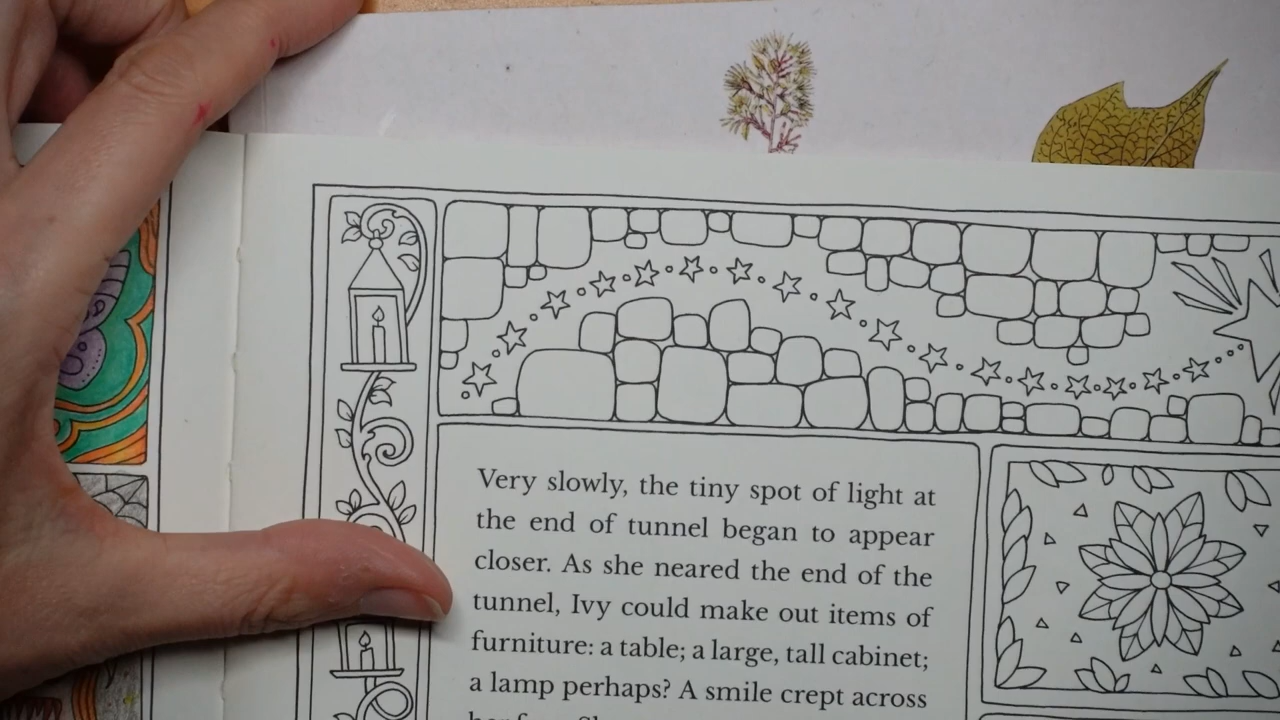 Very slowly, the tiny spot of light at
the end of tunnel began to appear
closer. As she neared the end of the
tunnel, Ivy could make out items of
furniture: a table; a large, tall cabinet;
a lamp perhaps? A smile crept across